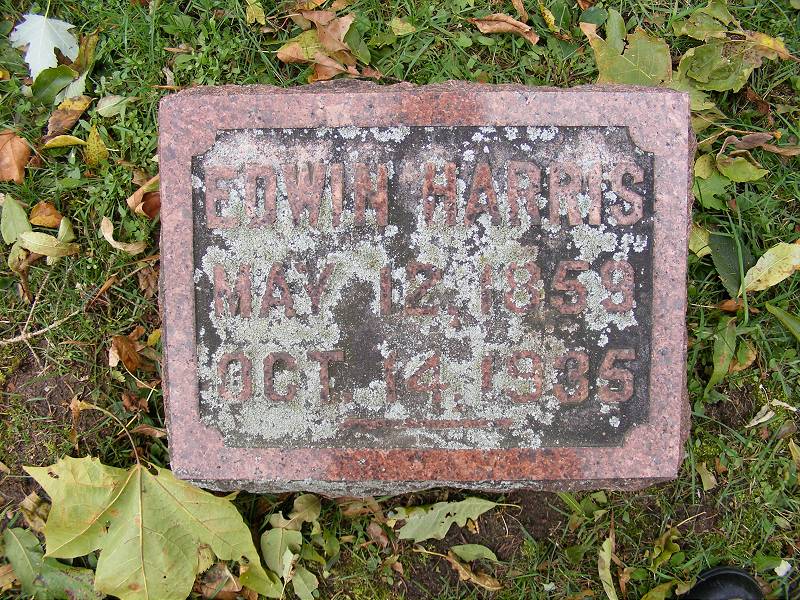 EDWIN HARRIS
MAY 12, 1859
OCT. 14, 1935